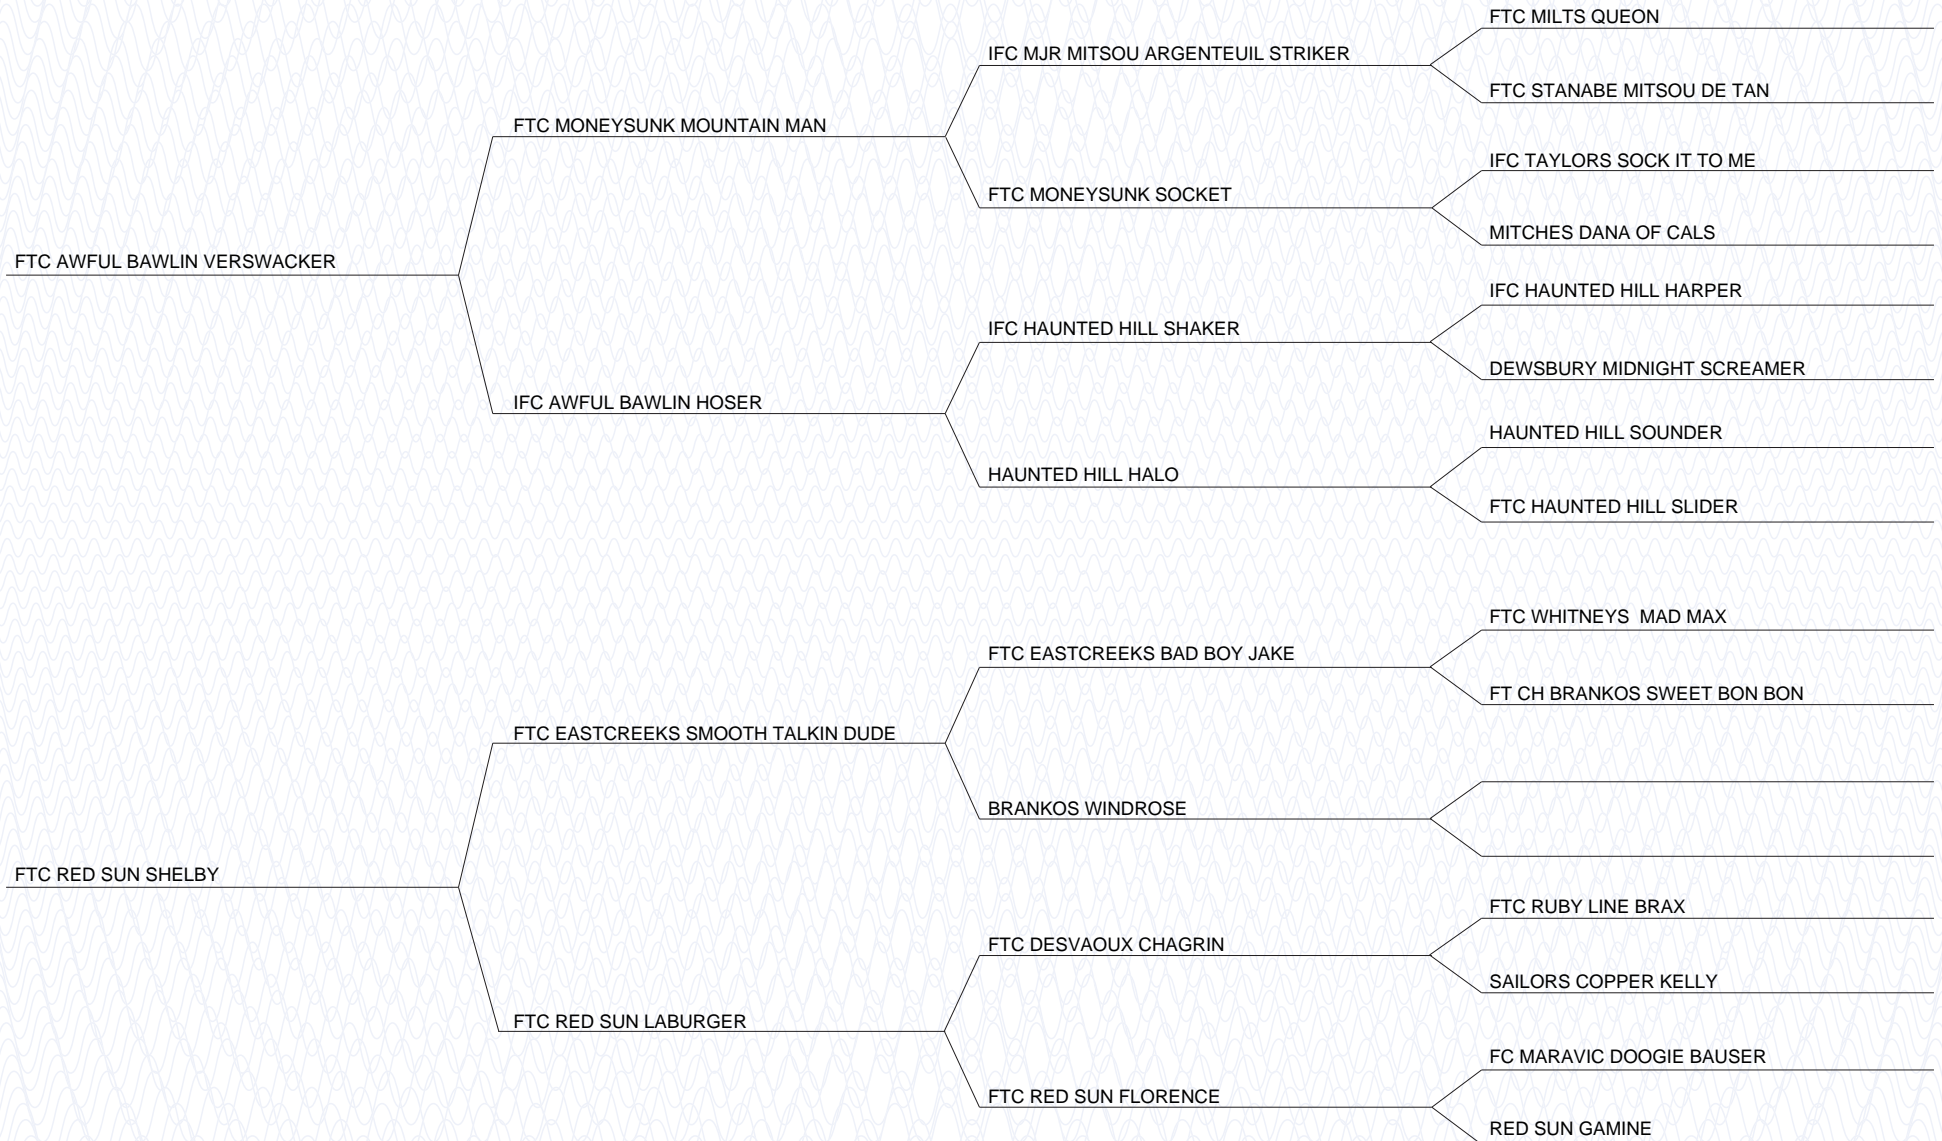 FTC MILTS QUEON
IFC MJR MITSOU ARGENTEUIL STRIKER
FTC STANABE MITSOU DE TAN
FTC MONEYSUNK MOUNTAIN MAN
IFC TAYLORS SOCK IT TO ME
FTC MONEYSUNK SOCKET
MITCHES DANA OF CALS
FTC AWFUL BAWLIN VERSWACKER
IFC HAUNTED HILL HARPER
IFC HAUNTED HILL SHAKER
DEWSBURY MIDNIGHT SCREAMER
IFC AWFUL BAWLIN HOSER
HAUNTED HILL SOUNDER
HAUNTED HILL HALO
FTC HAUNTED HILL SLIDER
FTC WHITNEYS  MAD MAX
FTC EASTCREEKS BAD BOY JAKE
FT CH BRANKOS SWEET BON BON
FTC EASTCREEKS SMOOTH TALKIN DUDE
BRANKOS WINDROSE
FTC RED SUN SHELBY
FTC RUBY LINE BRAX
FTC DESVAOUX CHAGRIN
SAILORS COPPER KELLY
FTC RED SUN LABURGER
FC MARAVIC DOOGIE BAUSER
FTC RED SUN FLORENCE
RED SUN GAMINE